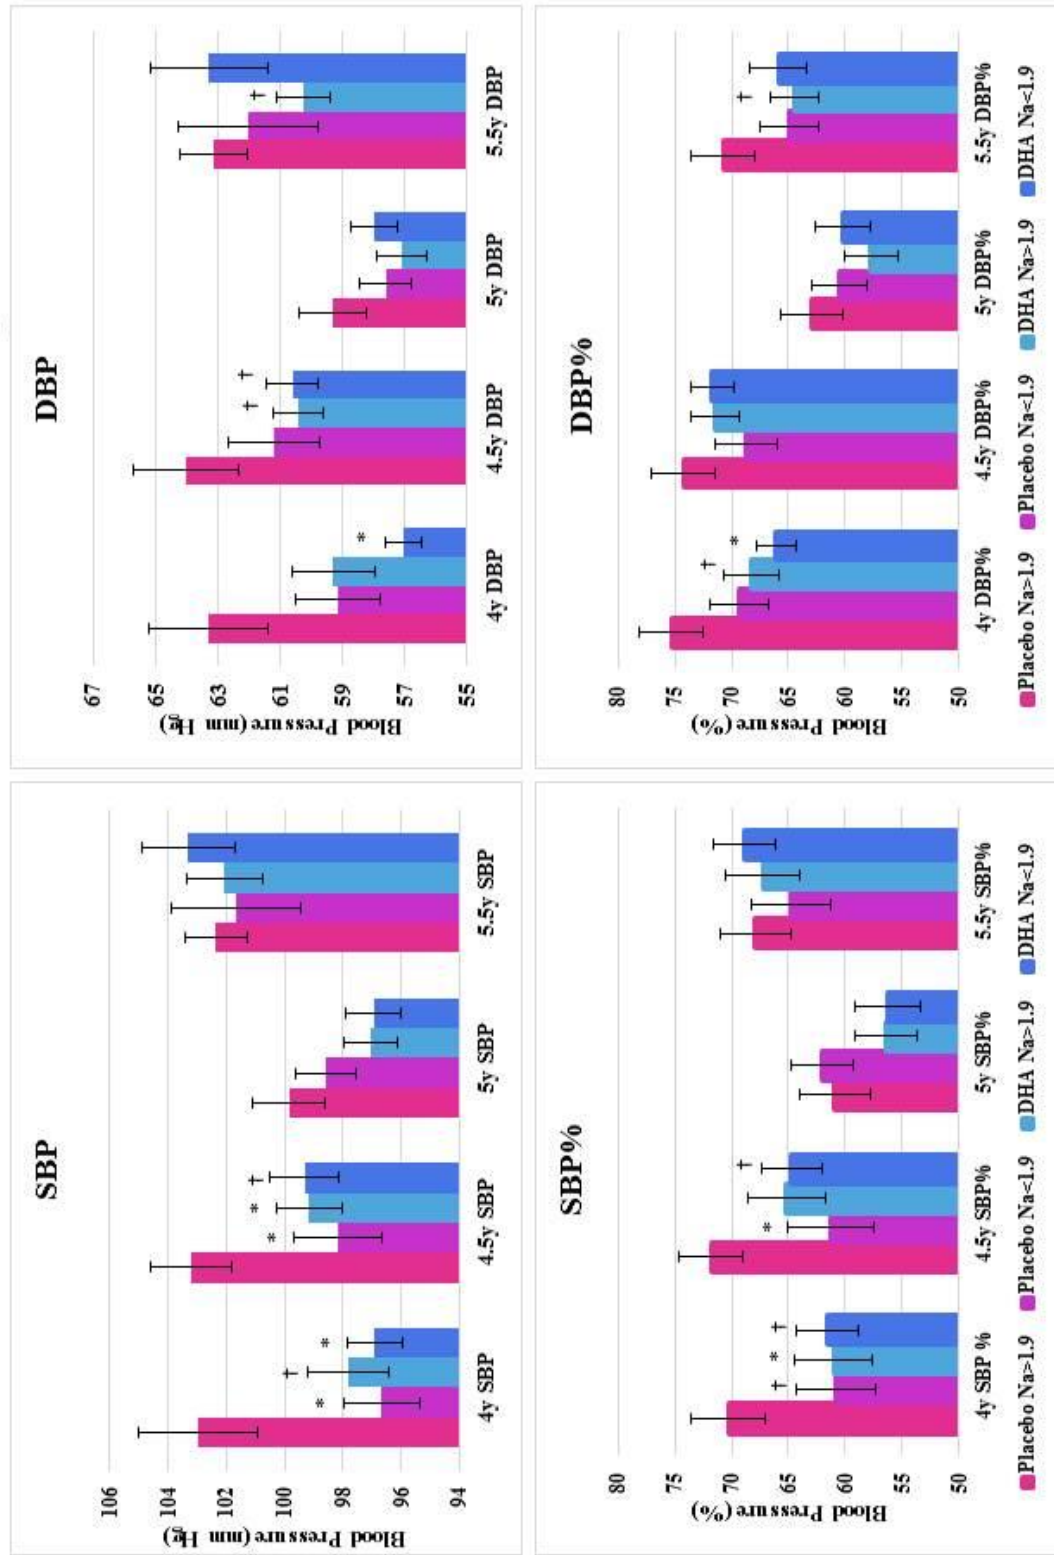 SBP
Blood Pressure (mm Hg)
106
104
102
100
98
96
94
* † *
* * †
4y SBP 4.5y SBP 5y SBP 5.5y SBP
DBP
Blood Pressure (mm Hg)
67
65
63
61
59
57
55
*
† †
†
4y DBP 4.5y DBP 5y DBP 5.5y DBP
SBP%
Blood Pressure (%)
80
75
70
65
60
55
50
† * †
* †
4y SBP % 4.5y SBP% 5y SBP% 5.5y SBP%
Placebo Na>1.9 Placebo Na<1.9 DHA Na>1.9 DHA Na<1.9
DBP%
Blood Pressure (%)
80
75
70
65
60
55
50
† *
†
4y DBP% 4.5y DBP% 5y DBP% 5.5y DBP%
Placebo Na>1.9 Placebo Na<1.9 DHA Na>1.9 DHA Na<1.9